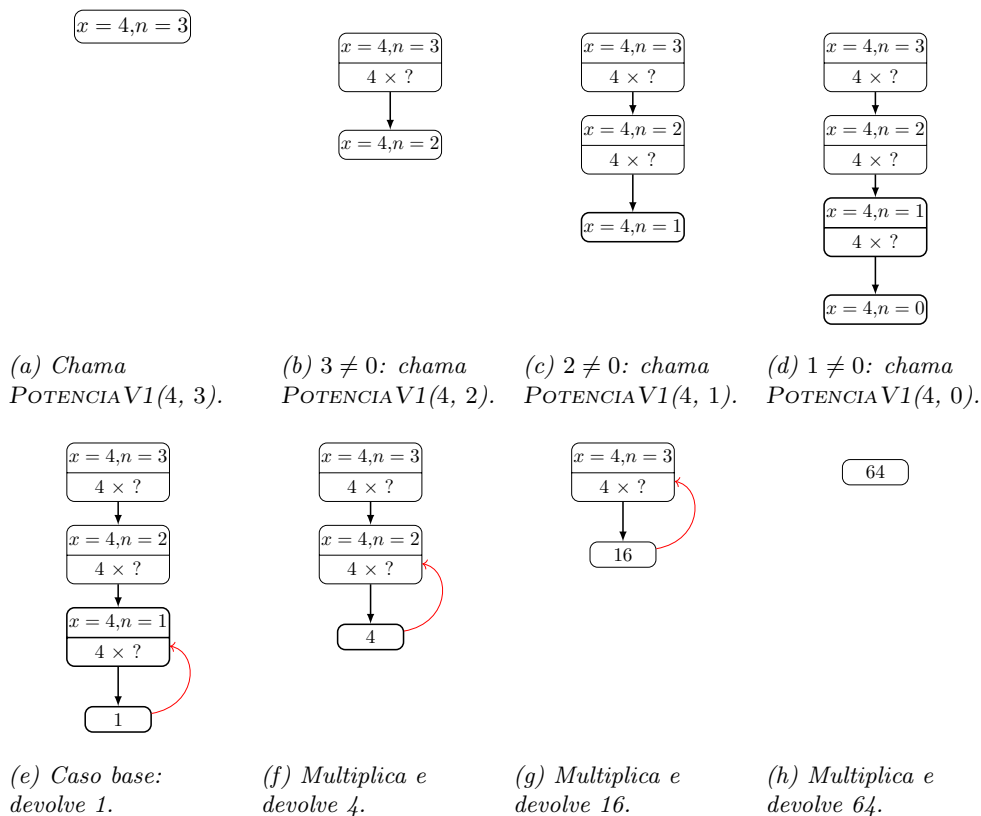 x = 4,n = 3
x = 4,n = 3
4 × ?
x = 4,n = 2
x = 4,n = 3
4 × ?
x = 4,n = 2
4 × ?
x = 4,n = 1
x = 4,n = 3
4 × ?
x = 4,n = 2
4 × ?
x = 4,n = 1
4 × ?
x = 4,n = 0
(a) Chama
POTENCIAV1(4, 3).
(b) 3 ≠ 0: chama
POTENCIAV1(4, 2).
(c) 2 ≠ 0: chama
POTENCIAV1(4, 1).
(d) 1 ≠ 0: chama
POTENCIAV1(4, 0).
x = 4,n = 3
4 × ?
x = 4,n = 2
4 × ?
x = 4,n = 1
4 × ?
1
x = 4,n = 3
4 × ?
x = 4,n = 2
4 × ?
4
x = 4,n = 3
4 × ?
16
64
(e) Caso base:
devolve 1.
(f) Multiplica e
devolve 4.
(g) Multiplica e
devolve 16.
(h) Multiplica e
devolve 64.